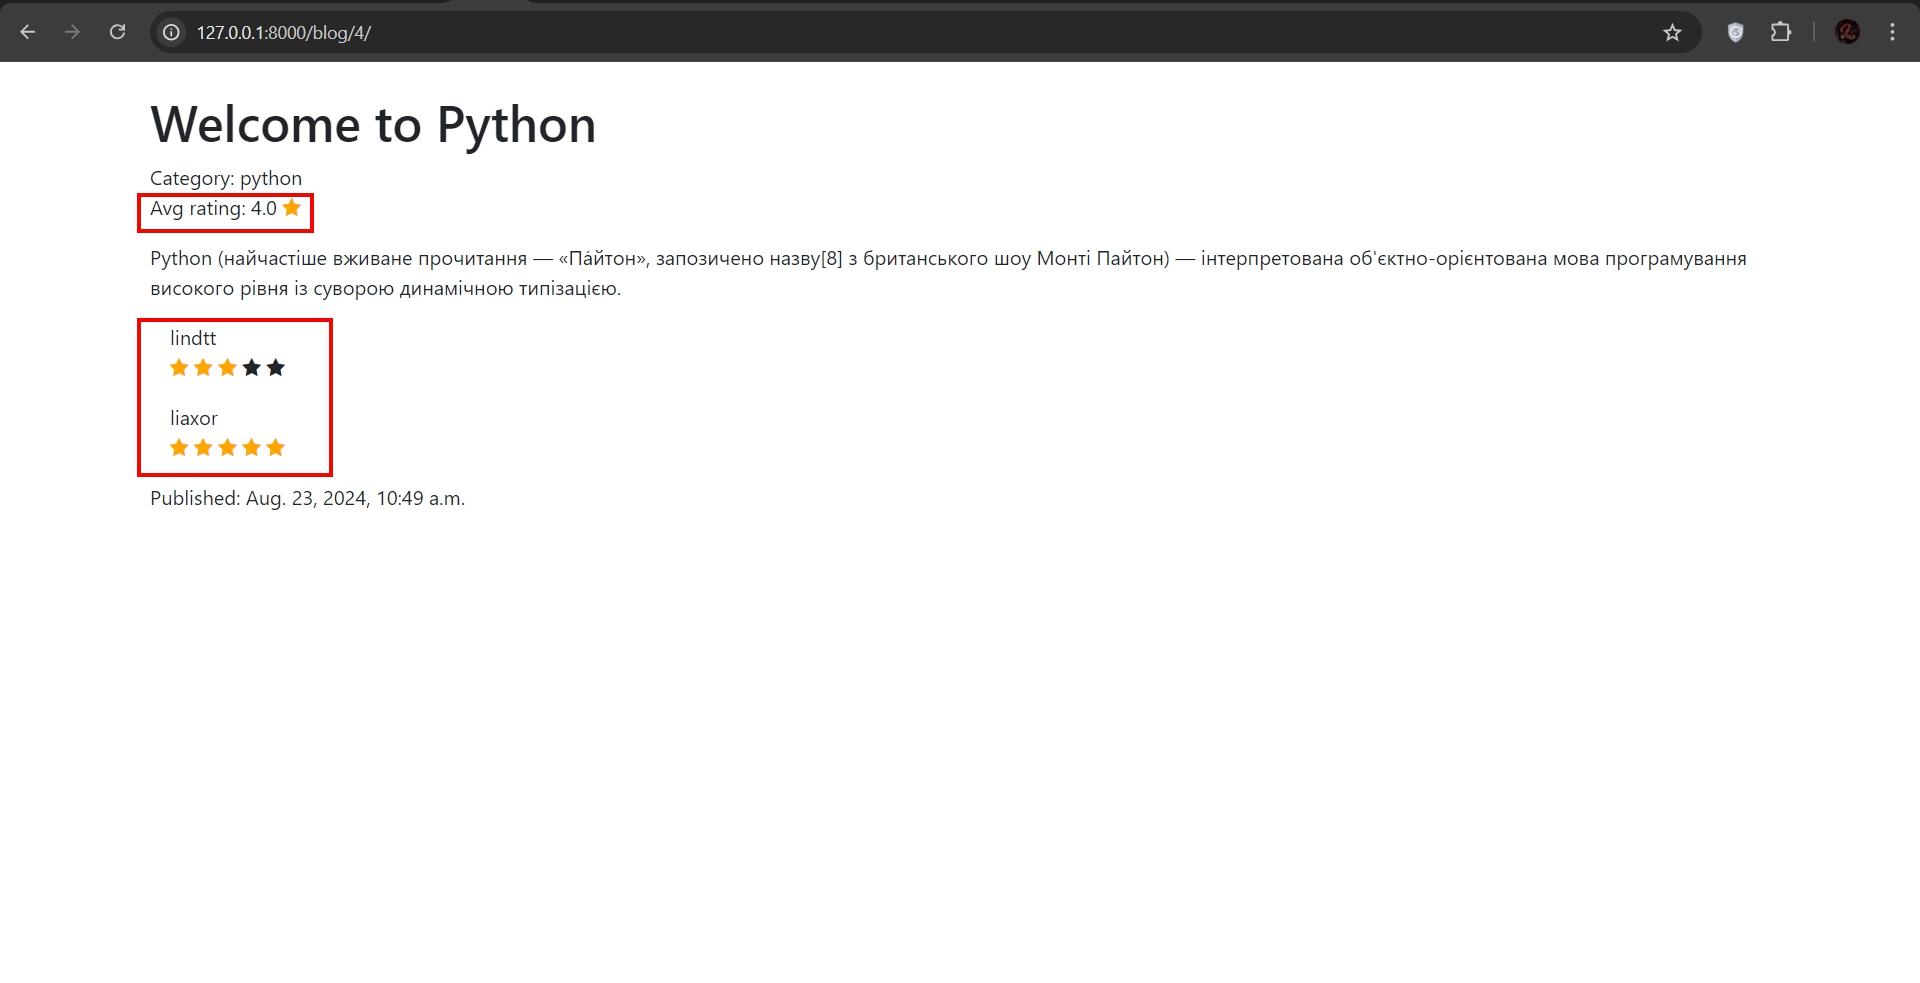 127.0.0.1:8000/blog/4/
Welcome to Python
Category: python
Avg rating: 4.0
Python (найчастіше вживане прочитання — «Па́йтон», запозичено назву[8] з британського шоу Монті Пайтон) — інтерпретована об'єктно-орієнтована мова програмування
високого рівня із суворою динамічною типізацією.
lindtt
liaxor
Published: Aug. 23, 2024, 10:49 a.m.